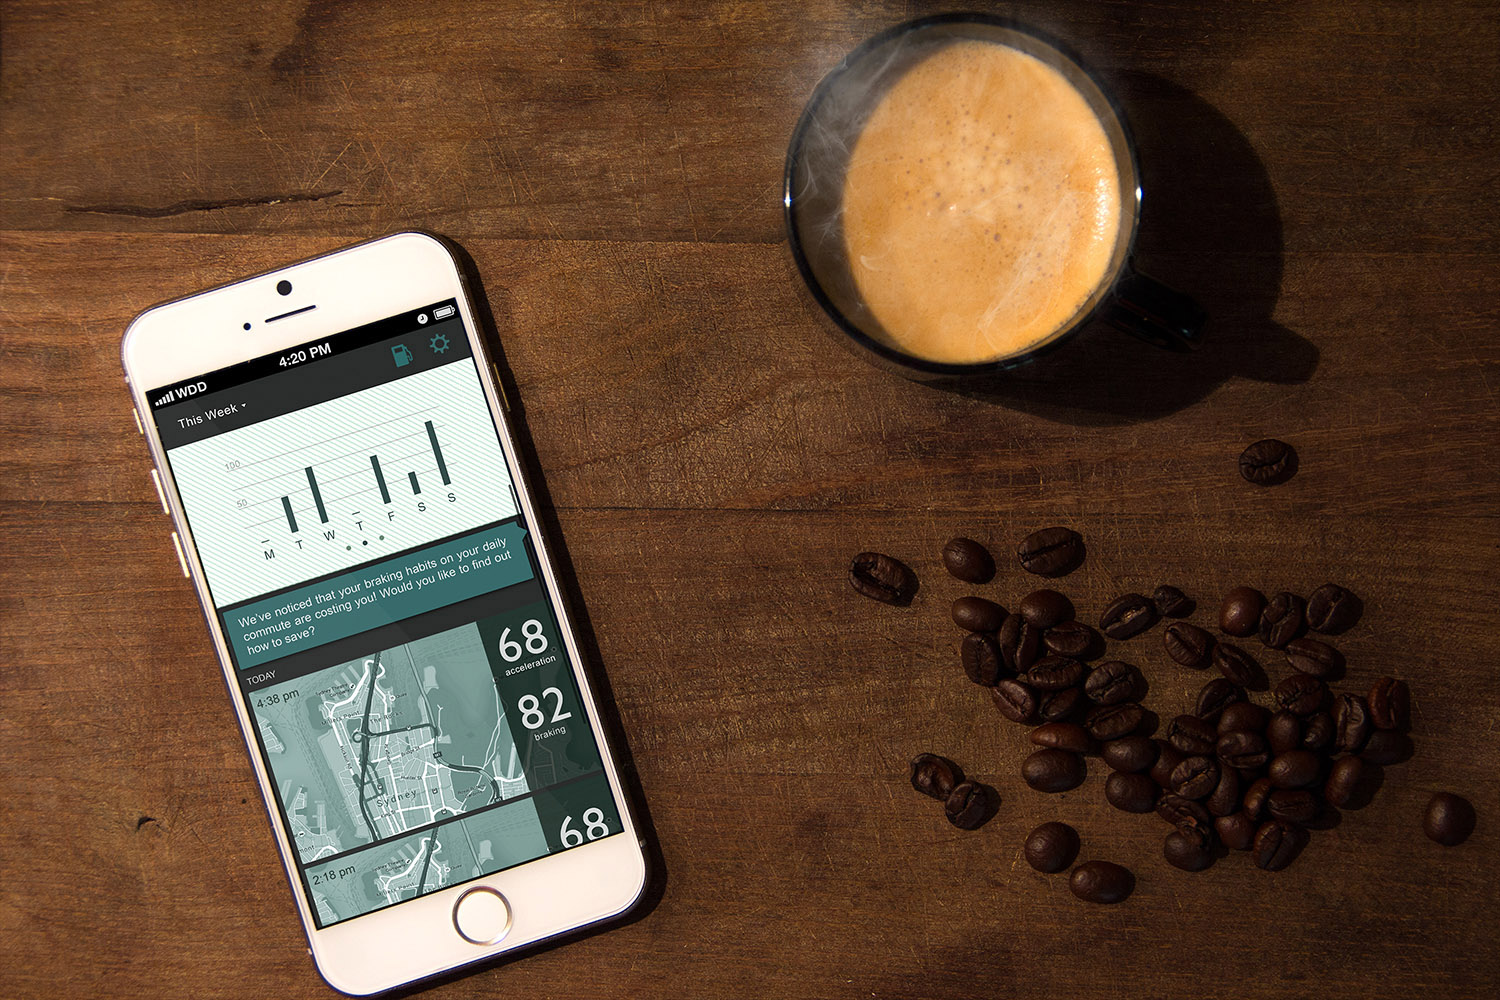 WDD 4:20 PM
This Week
100
50
M T W T F S S
We've noticed that your braking habits on your daily
commute are costing you! Would you like to find out
how to save?
TODAY
4:38 pm
68
acceleration
82
braking
Sydney
2:18 pm
68